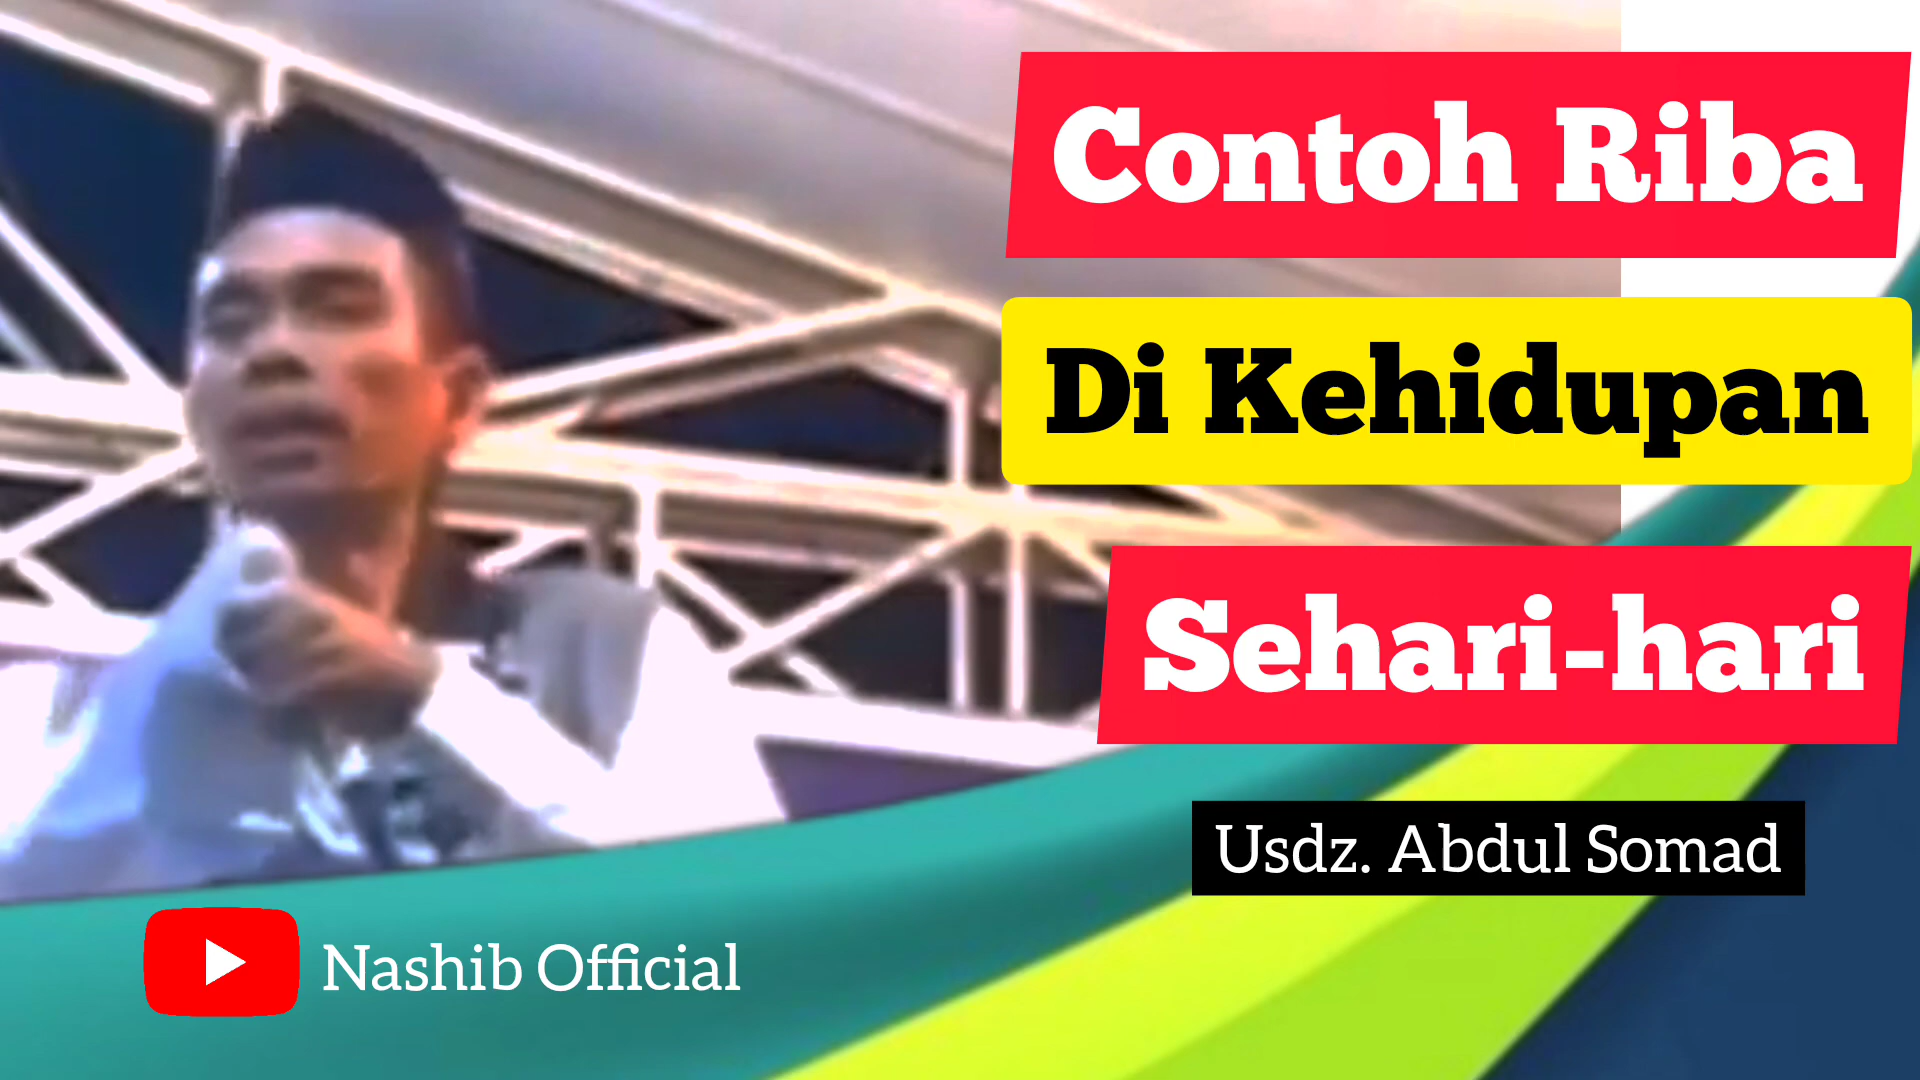 Contoh Riba
Di Kehidupan
Sehari-hari
Usdz. Abdul Somad
Nashib Official